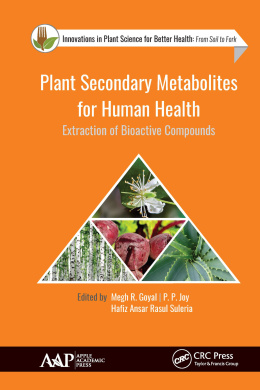 Innovations in Plant Science for Better Health: From Soil to Fork
Plant Secondary Metabolites
for Human Health
Extraction of Bioactive Compounds
Edited by Megh R. Goyal | P. P. Joy
Hafiz Ansar Rasul Suleria
AAP APPLE
ACADEMIC
PRESS
CRC CRC Press
Taylor & Francis Group